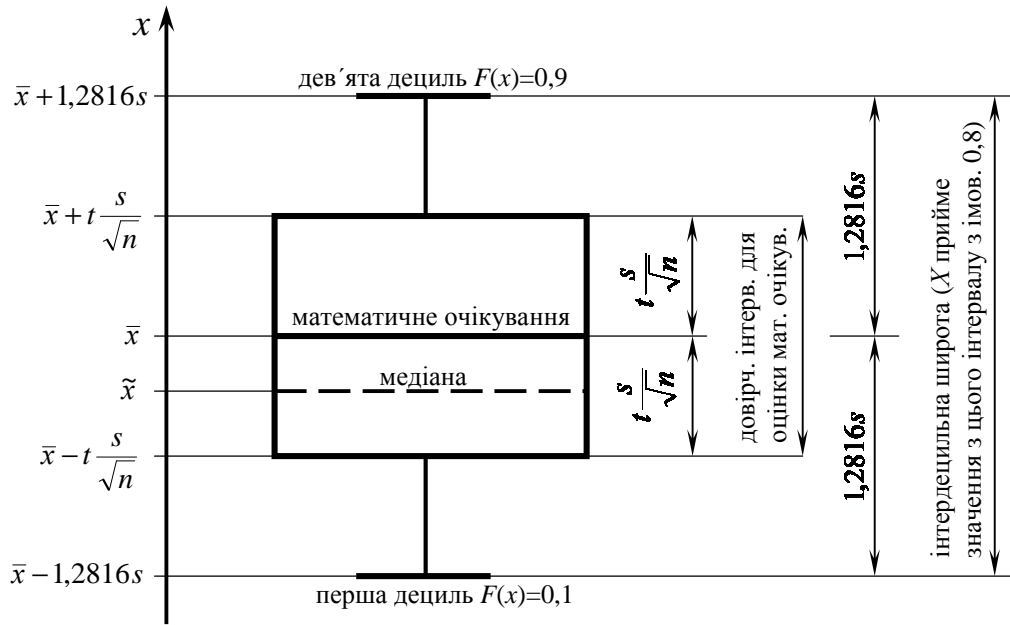 x
дев´ята дециль F(x)=0,9
x̄ + 1,2816s
x̄ + t s/√n
математичне очікування
x̄
медіана
x̃
x̄ − t s/√n
x̄ − 1,2816s
перша дециль F(x)=0,1
t s/√n
t s/√n
довірч. інтерв. для
оцінки мат. очікув.
1,2816s
1,2816s
інтердецильна широта (X прийме
значення з цього інтервалу з імов. 0,8)